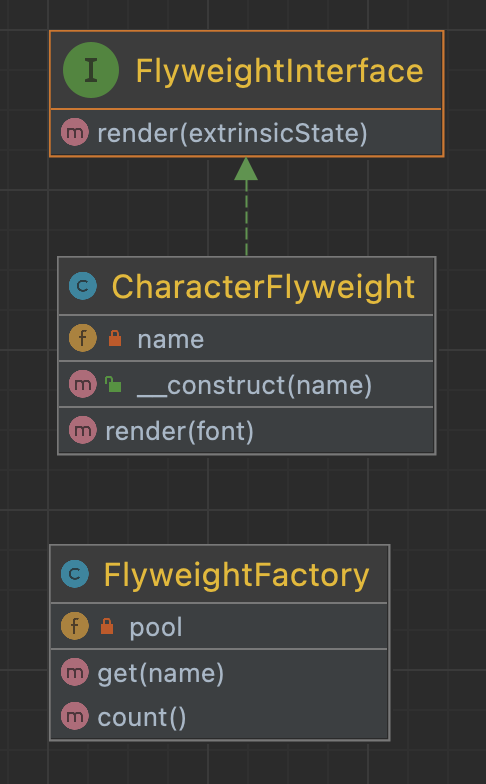 I FlyweightInterface
m render(extrinsicState)
C CharacterFlyweight
f name
m __construct(name)
m render(font)
C FlyweightFactory
f pool
m get(name)
m count()